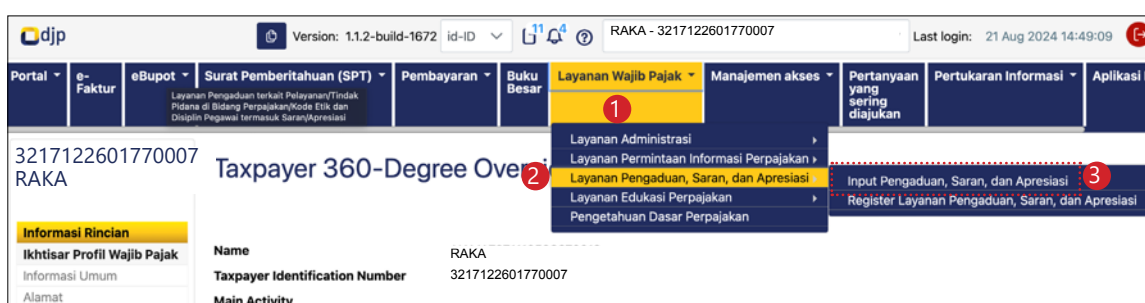 djp
Version: 1.1.2-build-1672
id-ID
11
4
RAKA - 3217122601770007
Last login: 21 Aug 2024 14:49:09
Portal
e-Faktur
eBupot
Surat Pemberitahuan (SPT)
Pembayaran
Buku Besar
Layanan Wajib Pajak
Manajemen akses
Pertanyaan yang sering diajukan
Pertukaran Informasi
Aplikasi
Layanan Pengaduan terkait Pelayanan/Tindak
Pidana di Bidang Perpajakan/Kode Etik dan
Disiplin Pegawai termasuk Saran/Apresiasi
1
Layanan Administrasi
Layanan Permintaan Informasi Perpajakan
2
Layanan Pengaduan, Saran, dan Apresiasi
Layanan Edukasi Perpajakan
Pengetahuan Dasar Perpajakan
Input Pengaduan, Saran, dan Apresiasi
3
Register Layanan Pengaduan, Saran, dan Apresiasi
3217122601770007
RAKA
Taxpayer 360-Degree
Informasi Rincian
Ikhtisar Profil Wajib Pajak
Informasi Umum
Alamat
Name
RAKA
Taxpayer Identification Number
3217122601770007
Main Activity